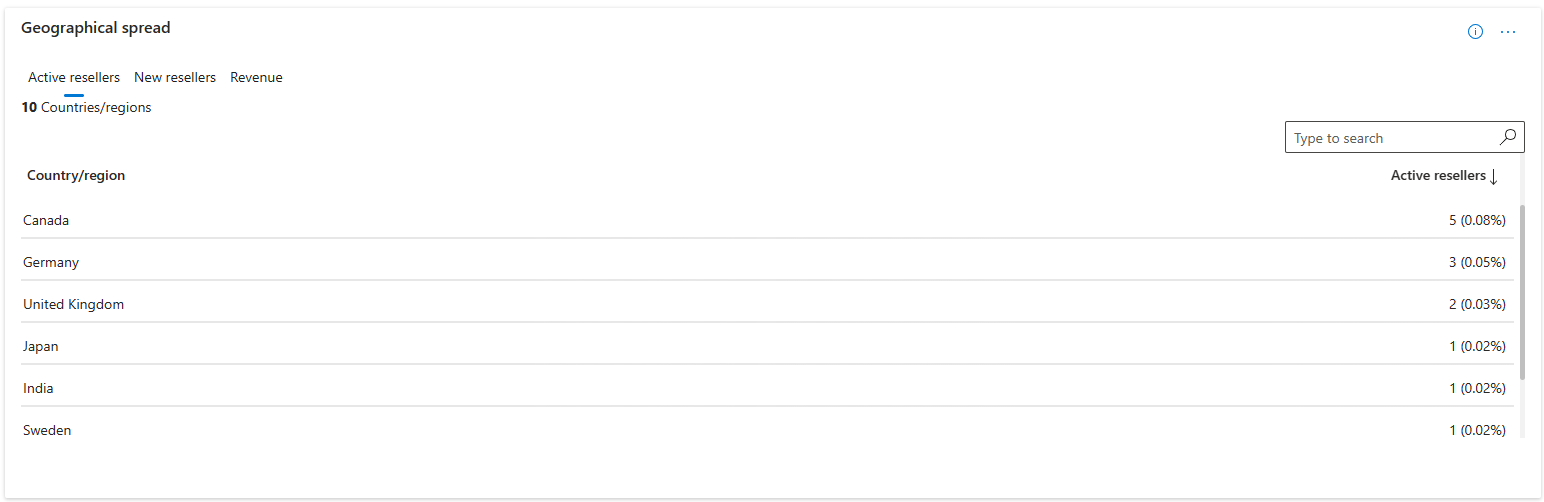 Geographical spread
Active resellers New resellers Revenue
10 Countries/regions
Type to search
Country/region Active resellers
Canada 5 (0.08%)
Germany 3 (0.05%)
United Kingdom 2 (0.03%)
Japan 1 (0.02%)
India 1 (0.02%)
Sweden 1 (0.02%)